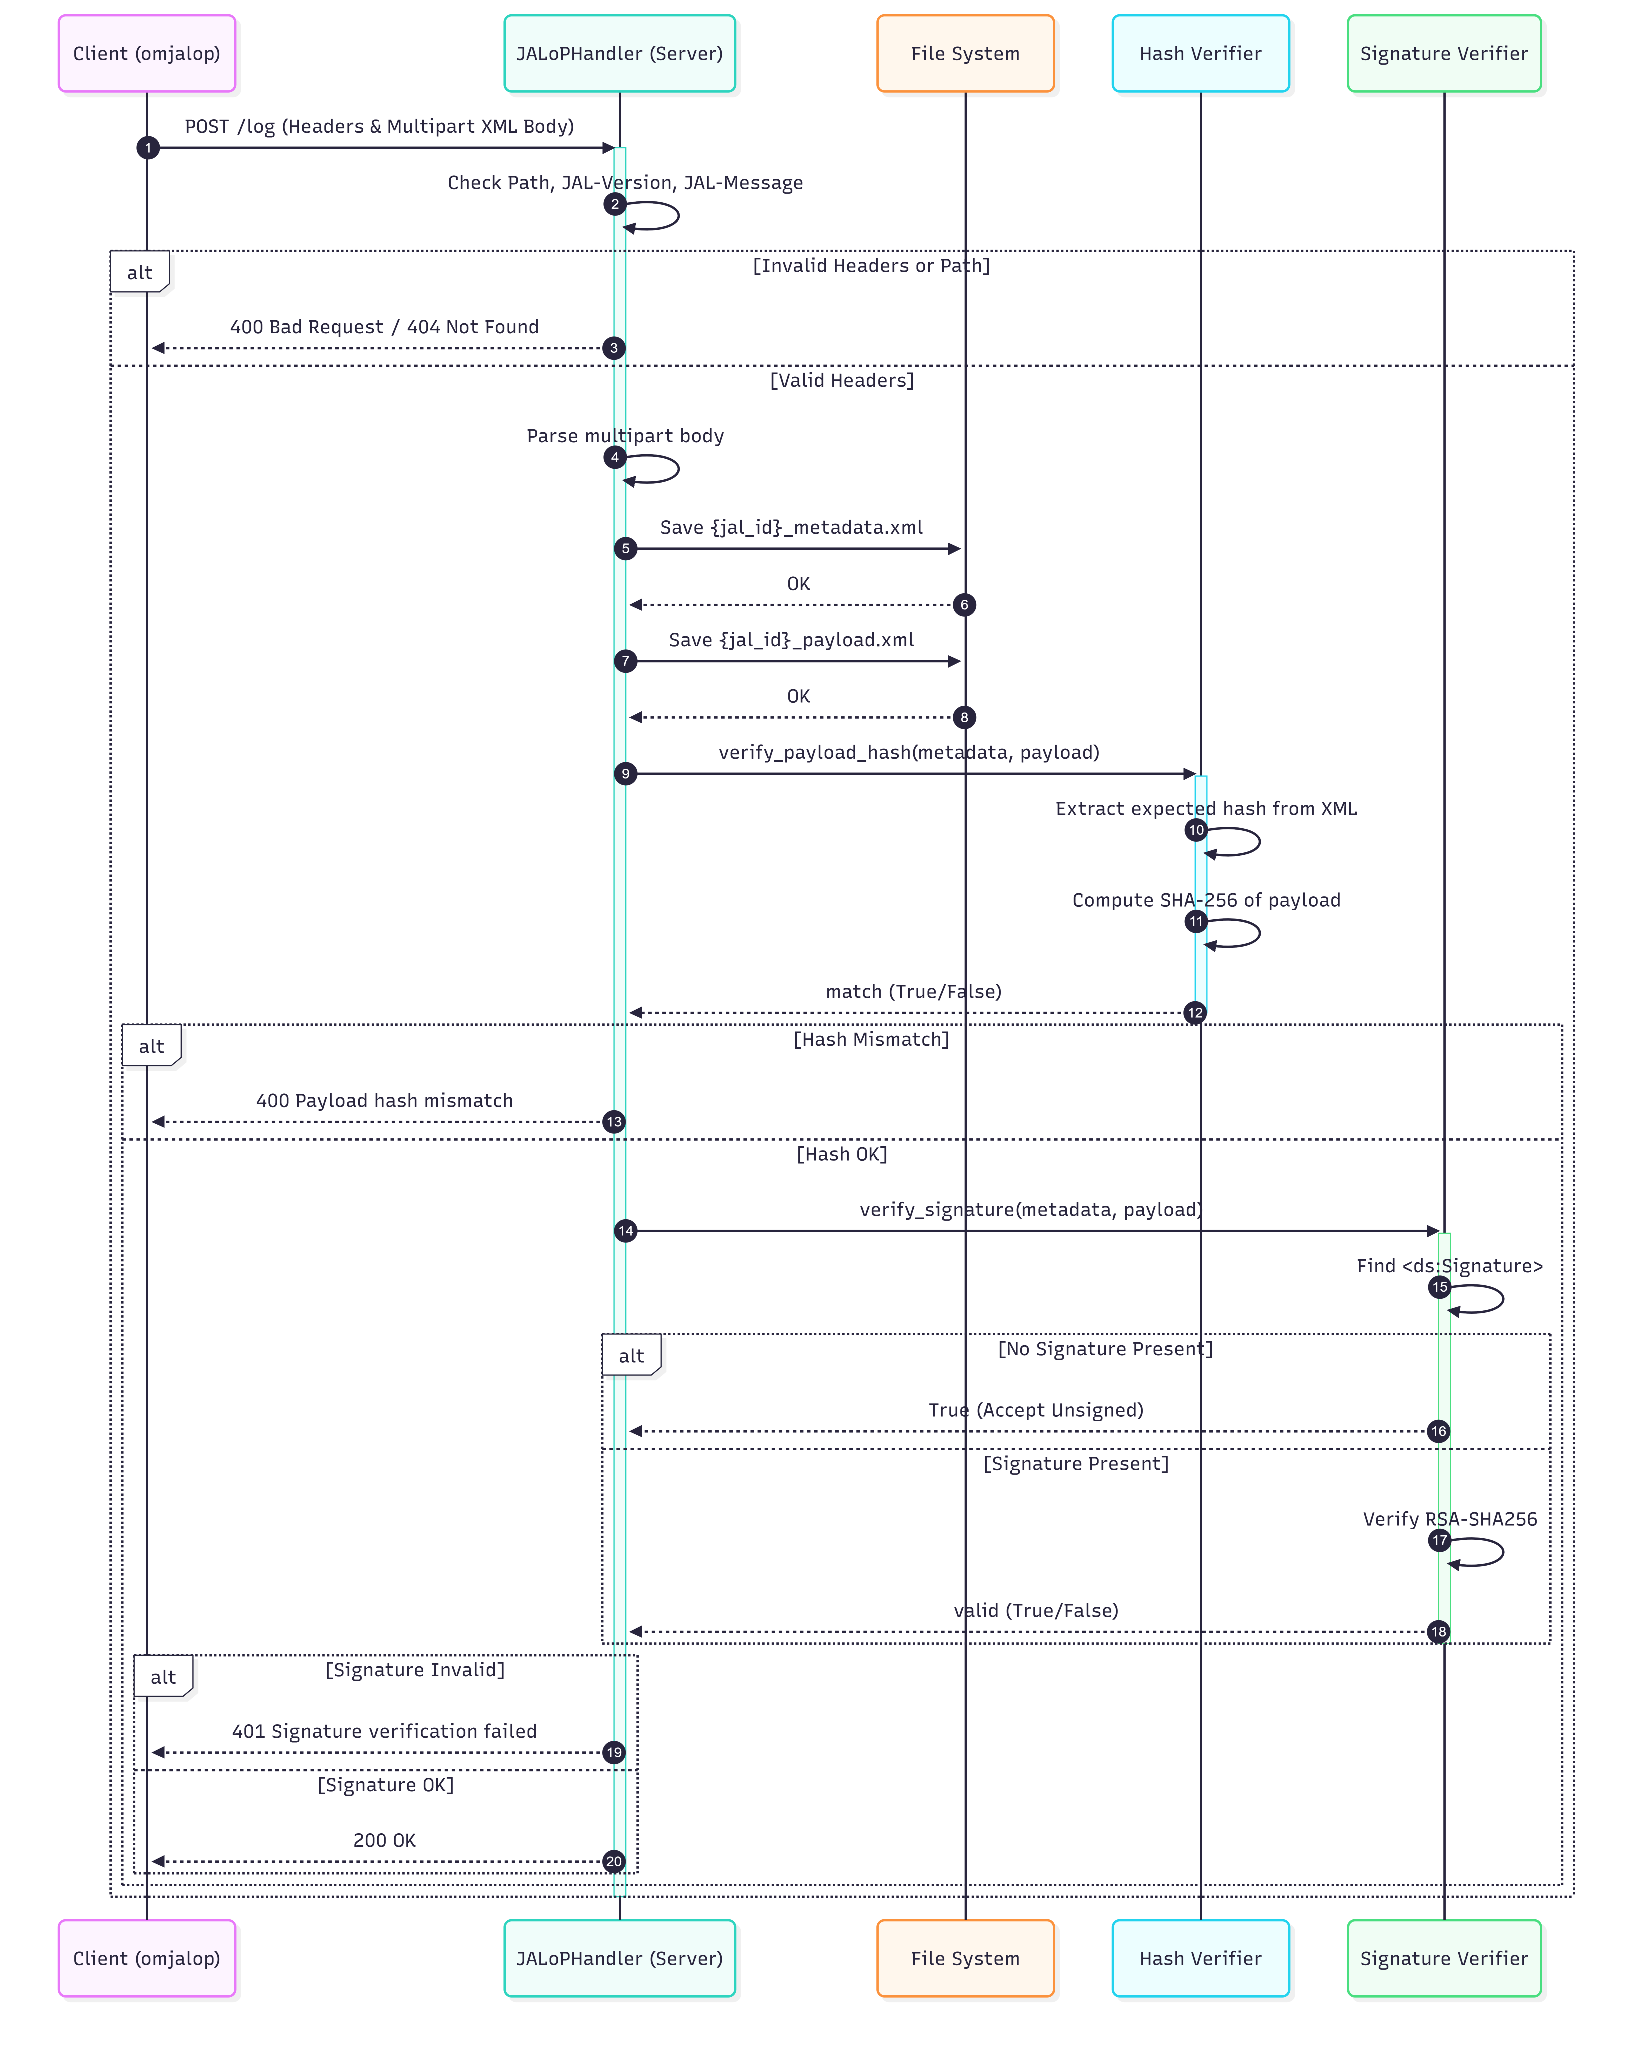 Client (omjalop)
JALoPHandler (Server)
File System
Hash Verifier
Signature Verifier
POST /log (Headers & Multipart XML Body)
1
Check Path, JAL-Version, JAL-Message
2
alt
[Invalid Headers or Path]
400 Bad Request / 404 Not Found
3
[Valid Headers]
Parse multipart body
4
Save {jal_id}_metadata.xml
5
OK
6
Save {jal_id}_payload.xml
7
OK
8
verify_payload_hash(metadata, payload)
9
Extract expected hash from XML
10
Compute SHA-256 of payload
11
match (True/False)
12
alt
[Hash Mismatch]
400 Payload hash mismatch
13
[Hash OK]
verify_signature(metadata, payload)
14
Find <ds:Signature>
15
alt
[No Signature Present]
True (Accept Unsigned)
16
[Signature Present]
Verify RSA-SHA256
17
valid (True/False)
18
alt
[Signature Invalid]
401 Signature verification failed
19
[Signature OK]
200 OK
20
Client (omjalop)
JALoPHandler (Server)
File System
Hash Verifier
Signature Verifier